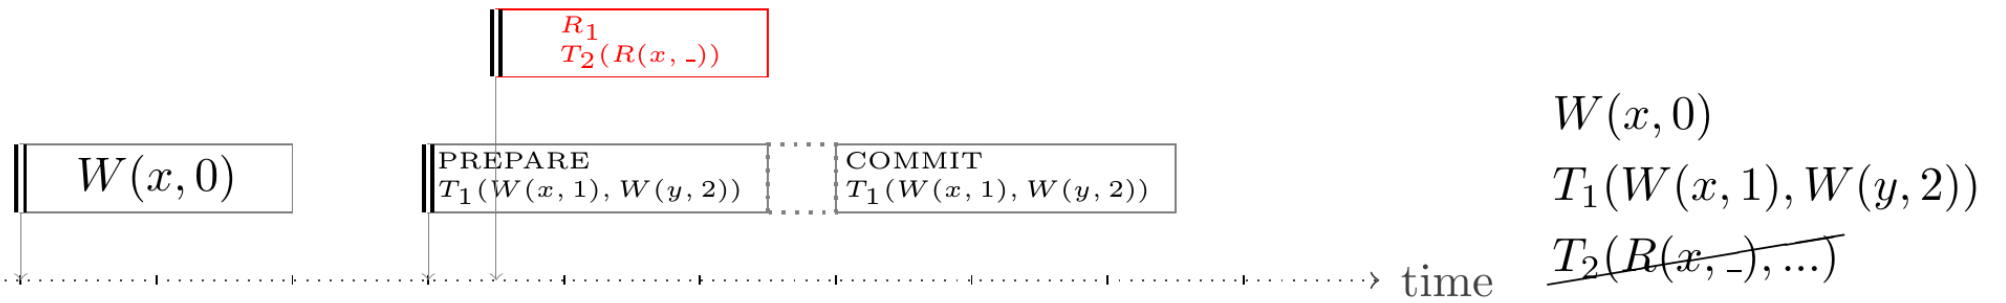 R₁
T₂(R(x, _))
W(x, 0)
PREPARE
T₁(W(x, 1), W(y, 2))
COMMIT
T₁(W(x, 1), W(y, 2))
time
W(x, 0)
T₁(W(x, 1), W(y, 2))
T₂(R(x, _), ...)